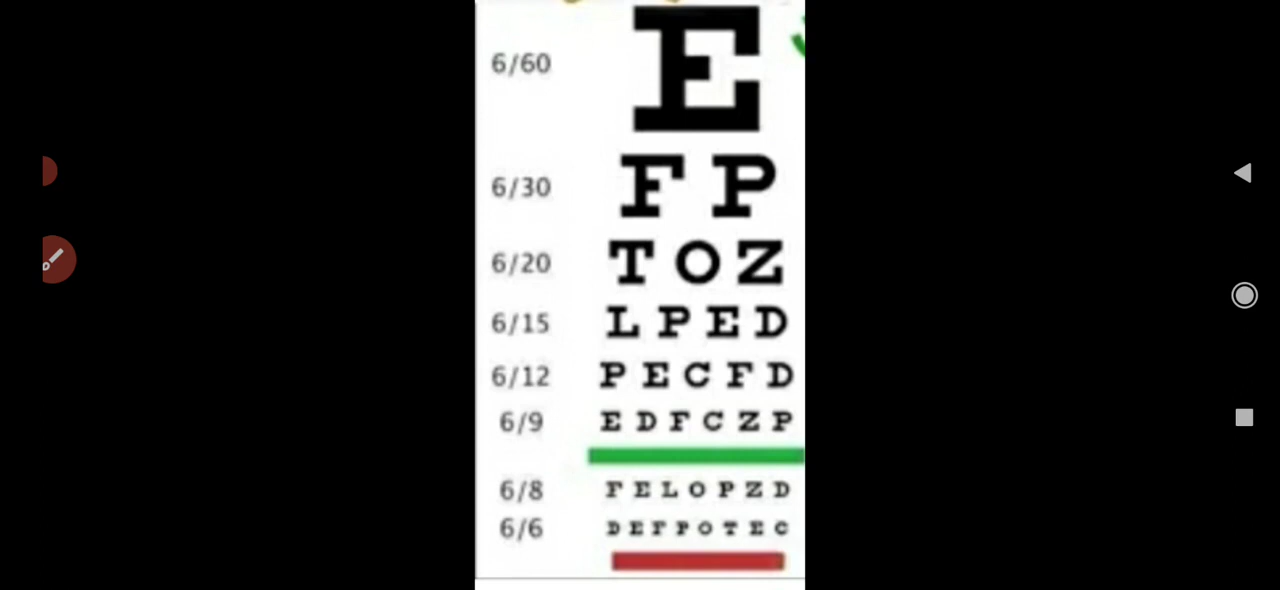 6/60 E
6/30 F P
6/20 T O Z
6/15 L P E D
6/12 P E C F D
6/9 E D F C Z P
6/8 F E L O P Z D
6/6 D E F P O T E C